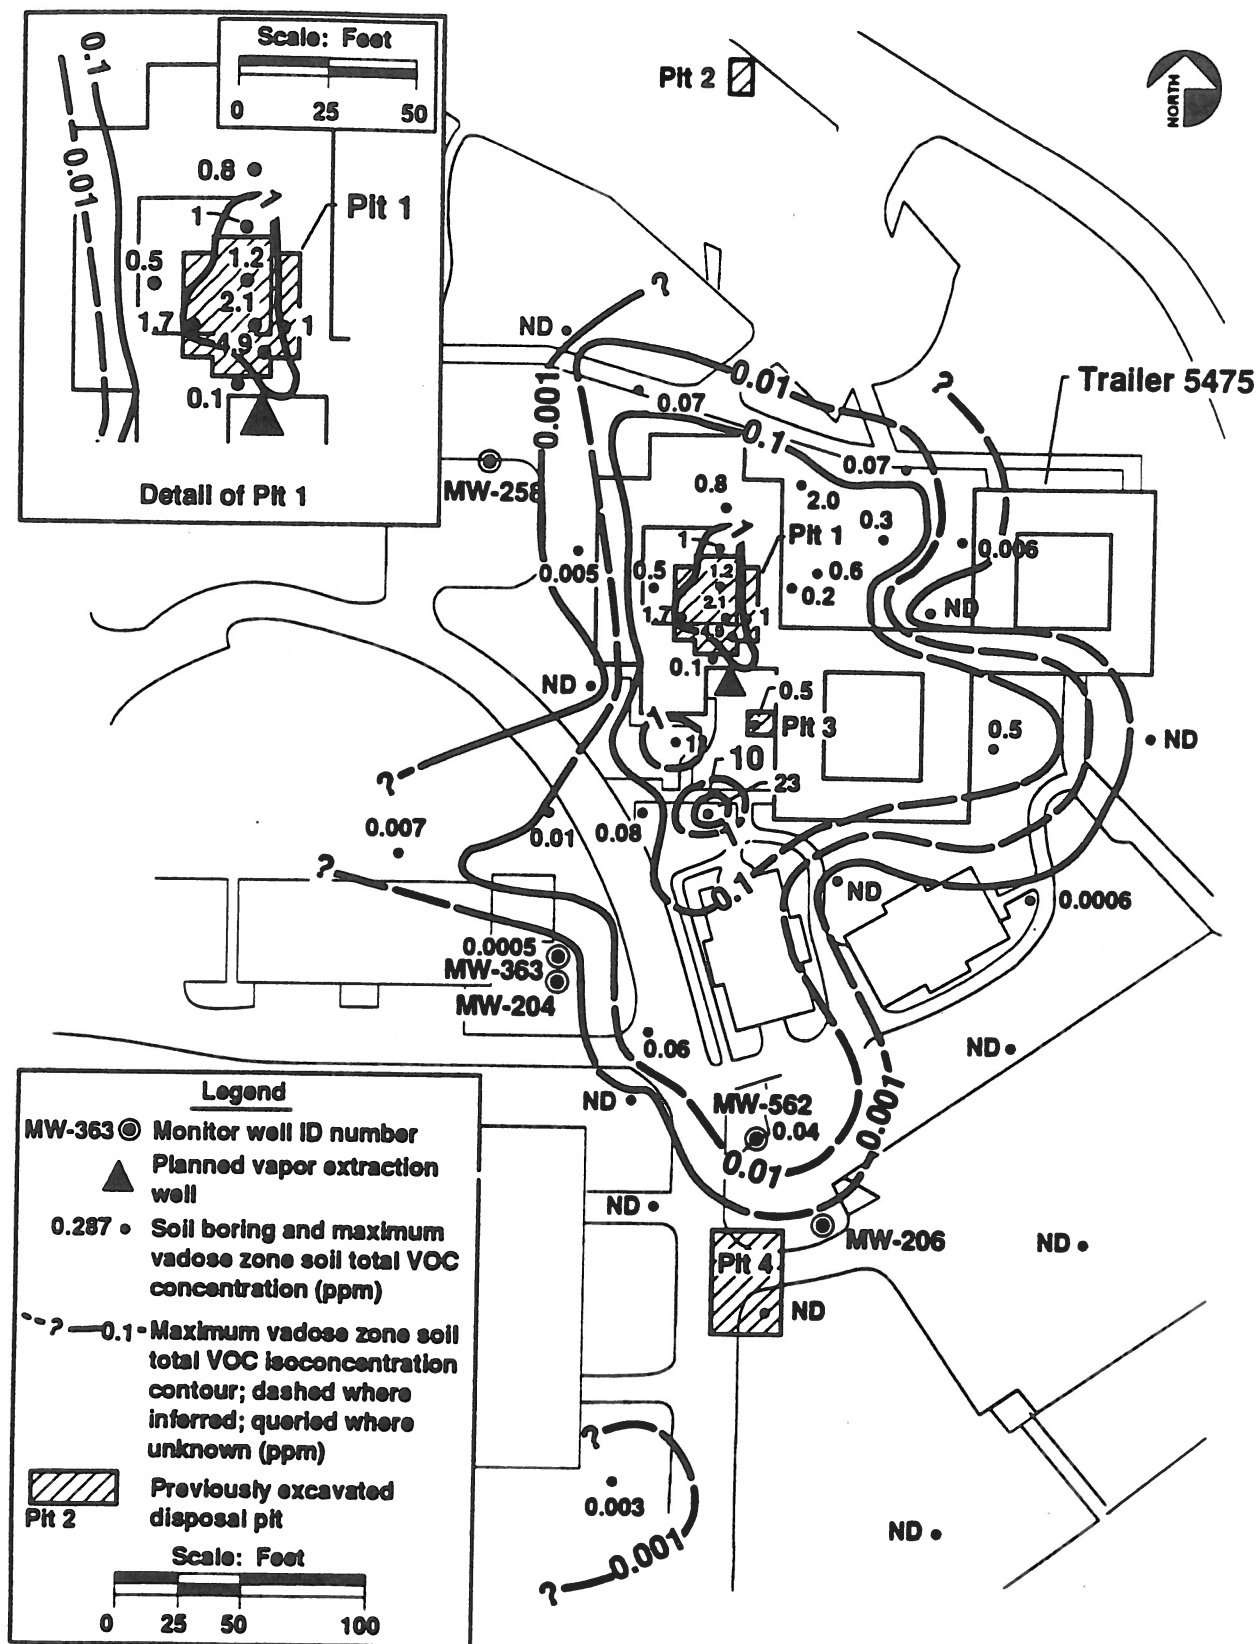 Scale: Feet
0 25 50
0.1
0.01
0.8
1
Pit 1
1
0.5
1.2
2.1
1.7
1
4.9
0.1
Detail of Pit 1
Pit 2
NORTH
?
ND
0.001
0.01
?
Trailer 5475
0.07
0.1
0.07
MW-258
0.8
2.0
0.3
1
1
Pit 1
0.006
0.005
0.5
1.2
0.6
0.2
2.1
ND
1.7
1
4.9
1
0.1
ND
0.5
Pit 3
1
1
0.5
ND
?
10
23
0.007
0.01
0.08
?
0.1
ND
0.0006
0.0005
MW-363
MW-204
0.06
ND
ND
MW-562
0.04
0.001
0.01
ND
MW-206
ND
Pit 4
ND
?
0.003
0.001
?
ND
Legend
MW-363 Monitor well ID number
Planned vapor extraction
well
0.287 Soil boring and maximum
vadose zone soil total VOC
concentration (ppm)
? 0.1 Maximum vadose zone soil
total VOC isoconcentration
contour; dashed where
inferred; queried where
unknown (ppm)
Previously excavated
Pit 2 disposal pit
Scale: Feet
0 25 50 100